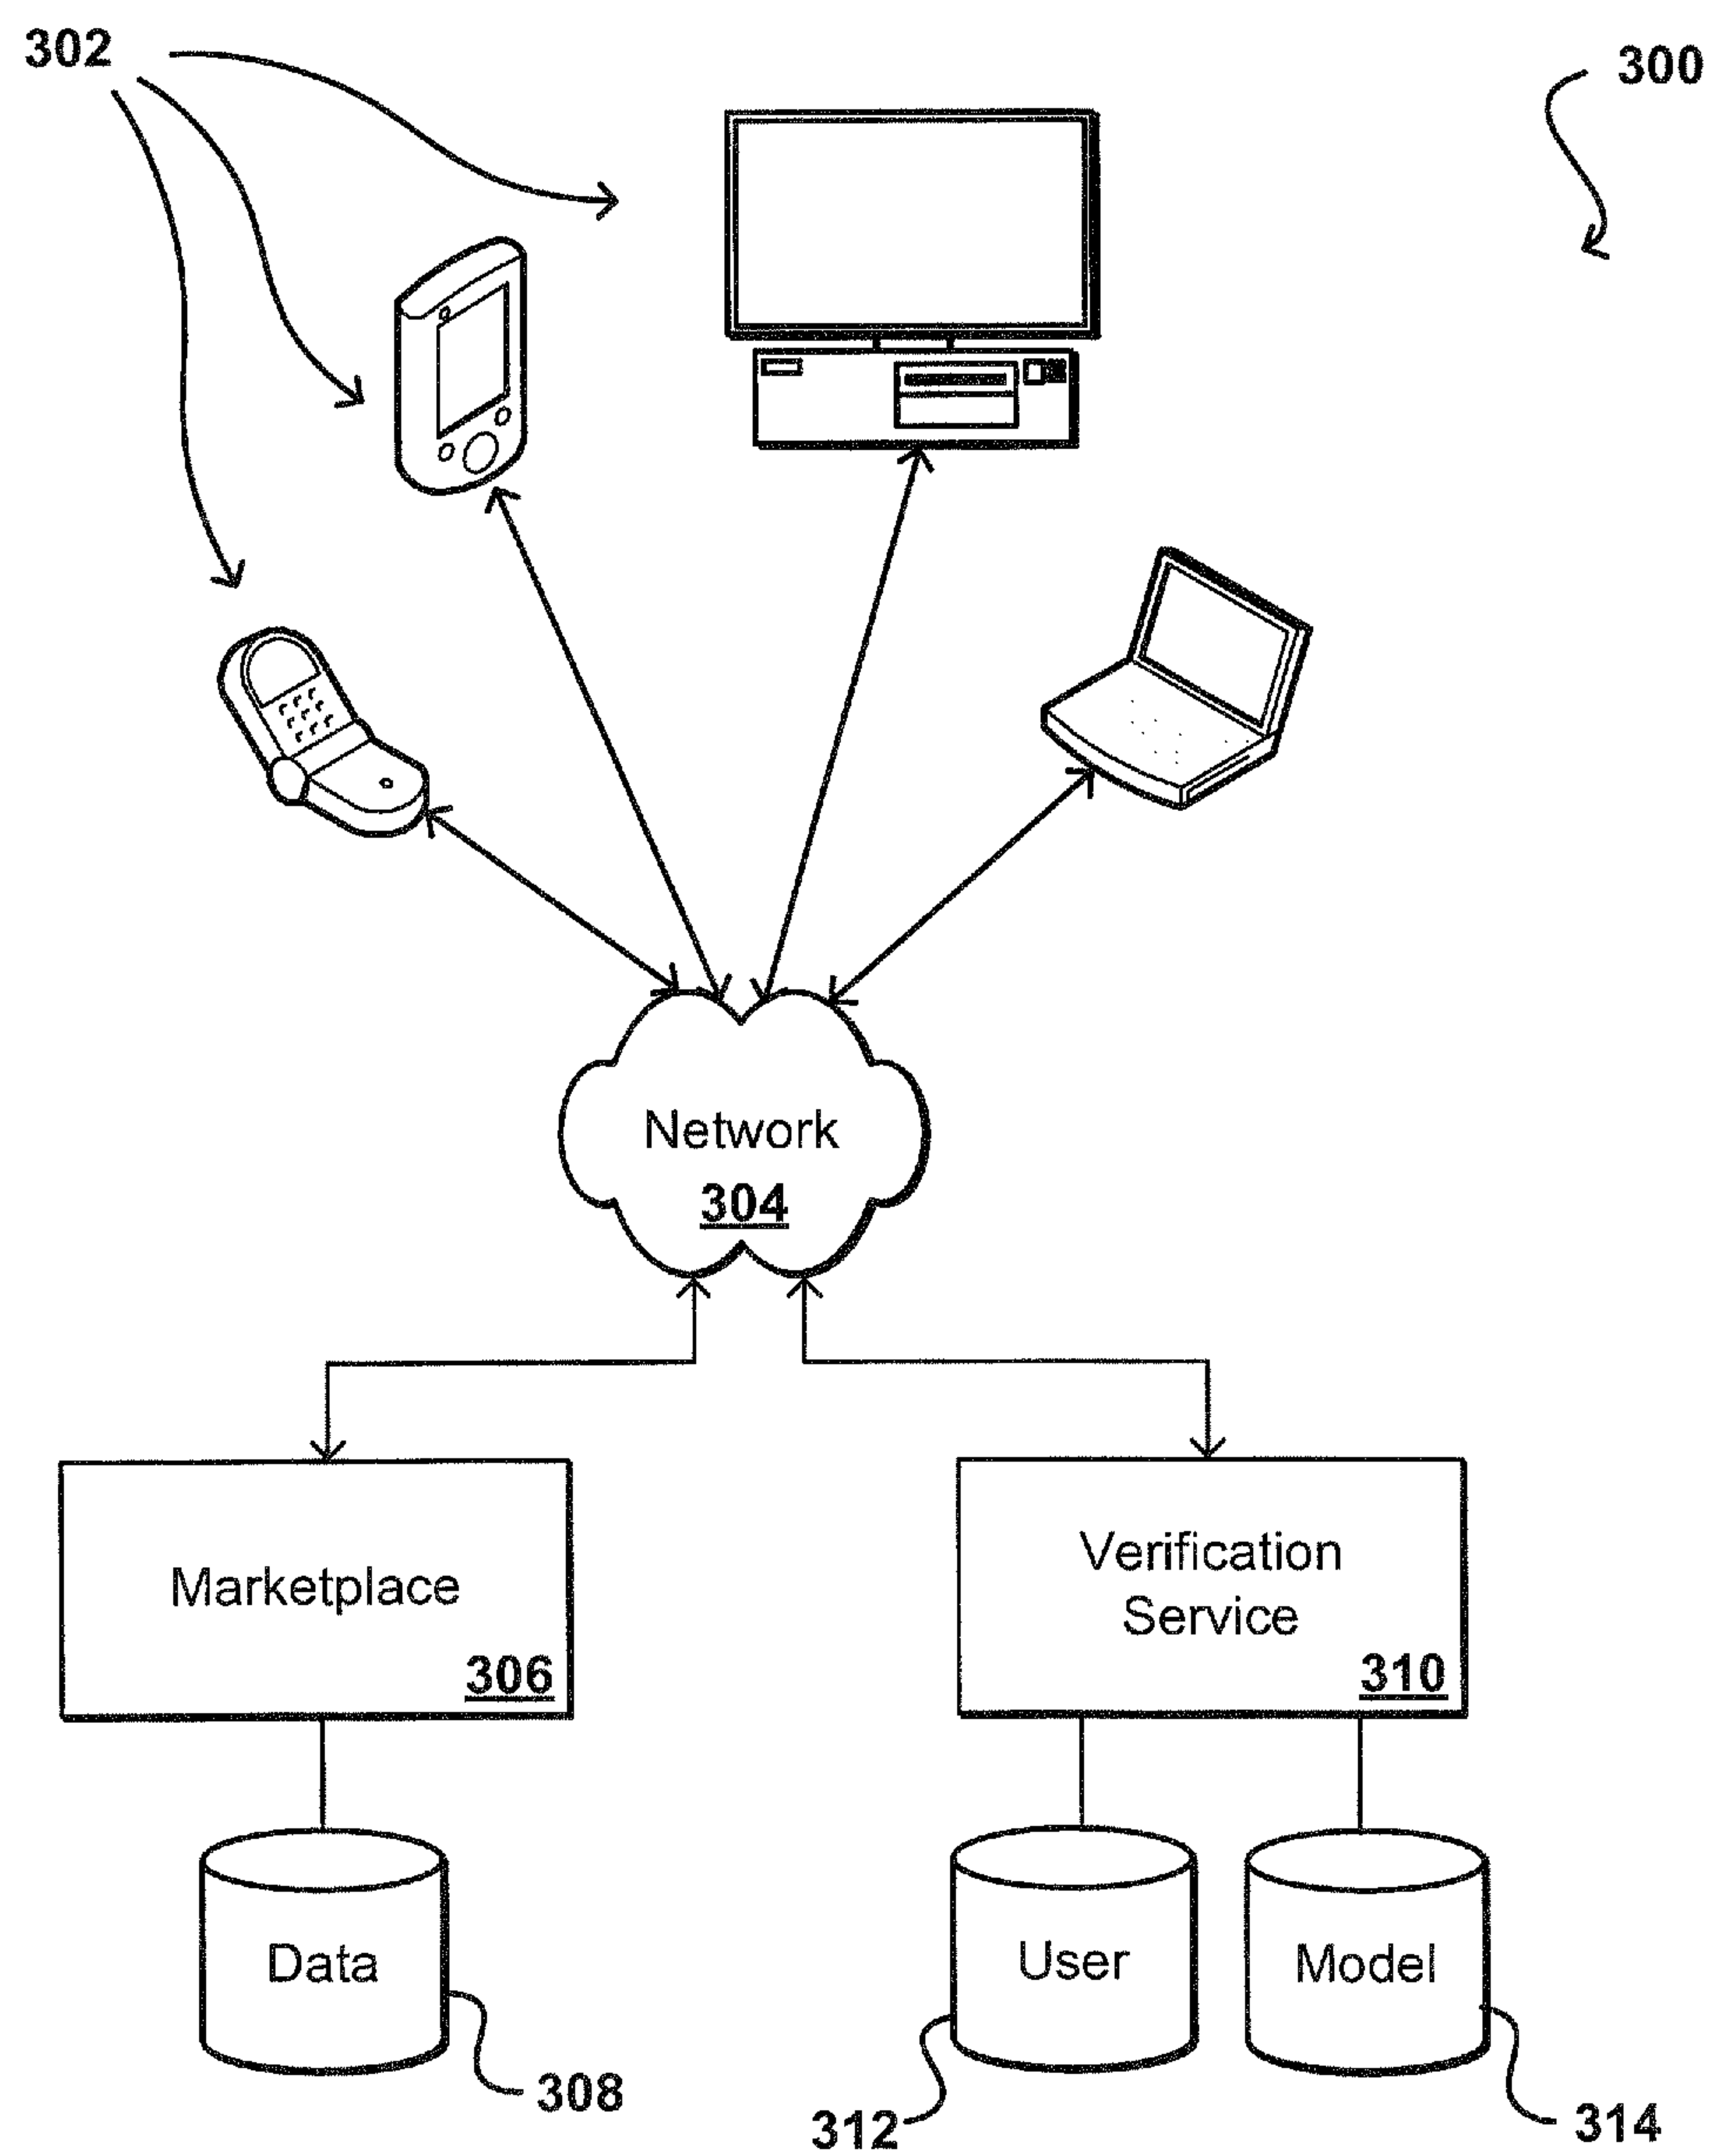 302
300
Network
304
Marketplace
306
Verification
Service
310
Data
User
Model
308
312
314